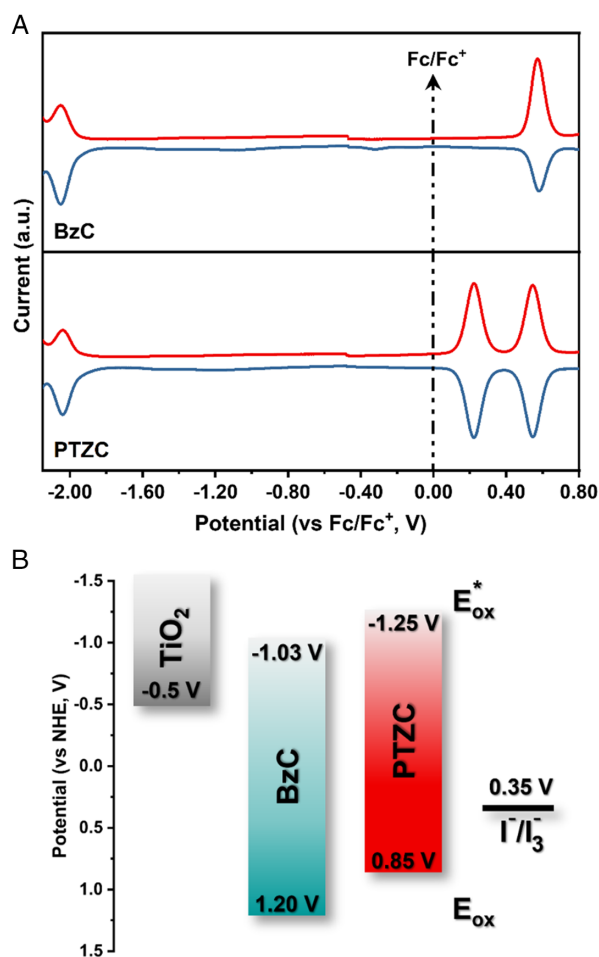 A
Fc/Fc⁺
BzC
PTZC
Current (a.u.)
-2.00 -1.60 -1.20 -0.80 -0.40 0.00 0.40 0.80
Potential (vs Fc/Fc⁺, V)
B
Potential (vs NHE, V)
-1.5
-1.0
-0.5
0.0
0.5
1.0
1.5
TiO₂
-0.5 V
-1.03 V
BzC
1.20 V
-1.25 V
PTZC
0.85 V
E*ox
0.35 V
I⁻/I₃⁻
Eox